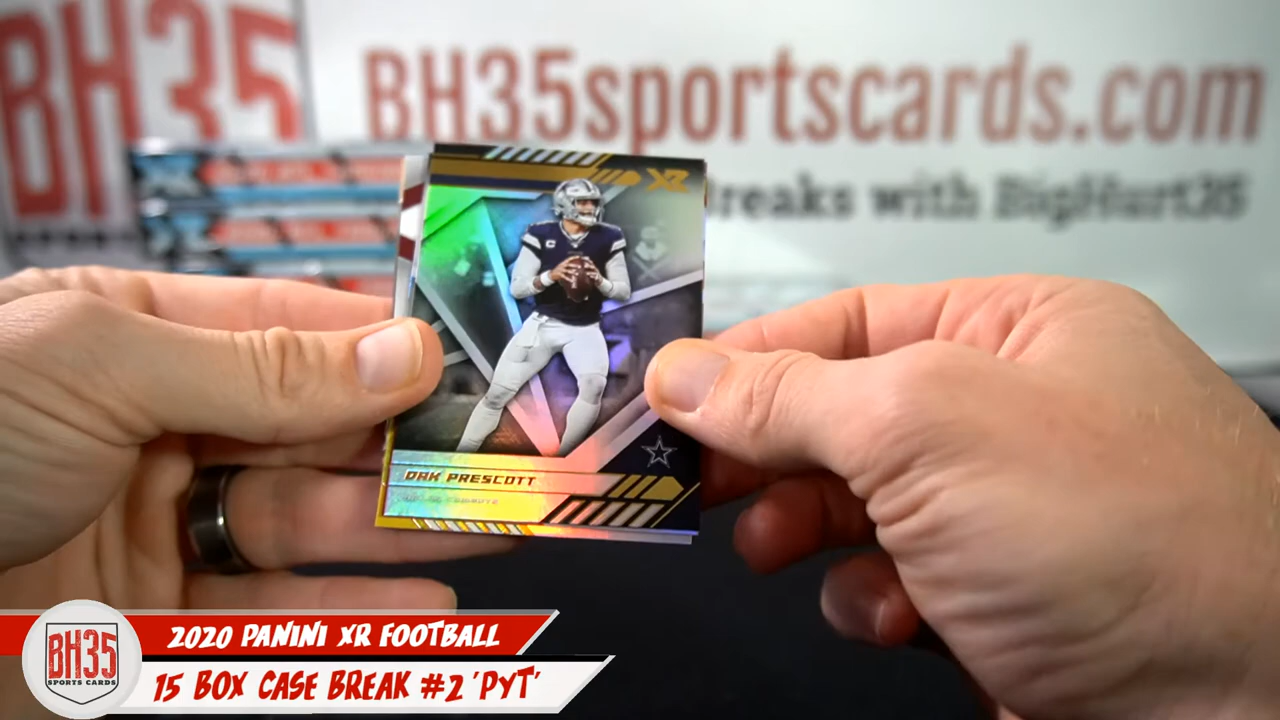 BH35
BH35sportscards.com
Breaks with BigHurt35
XR
C
DAK PRESCOTT
BH35
SPORTS CARDS
2020 PANINI XR FOOTBALL
15 BOX CASE BREAK #2 'PYT'